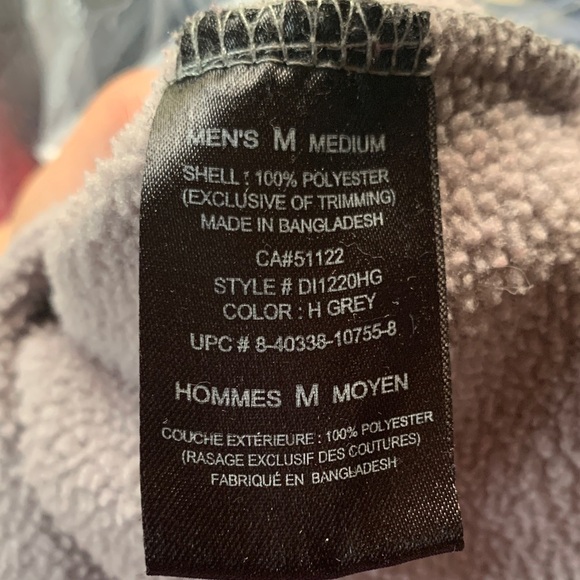 MEN'S M MEDIUM
SHELL : 100% POLYESTER
(EXCLUSIVE OF TRIMMING)
MADE IN BANGLADESH
CA#51122
STYLE # DI1220HG
COLOR : H GREY
UPC # 8-40338-10755-8
HOMMES M MOYEN
COUCHE EXTÉRIEURE : 100% POLYESTER
(RASAGE EXCLUSIF DES COUTURES)
FABRIQUÉ EN BANGLADESH